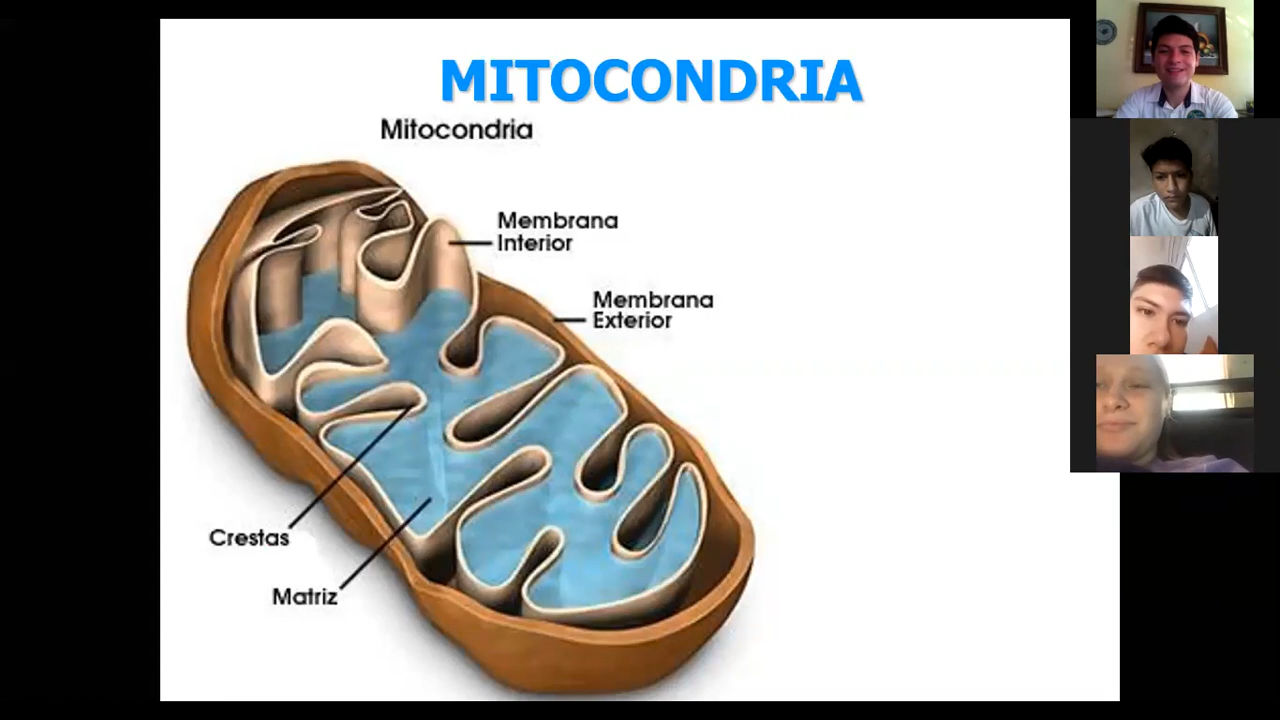 MITOCONDRIA
Mitocondria
Membrana
Interior
Membrana
Exterior
Crestas
Matriz